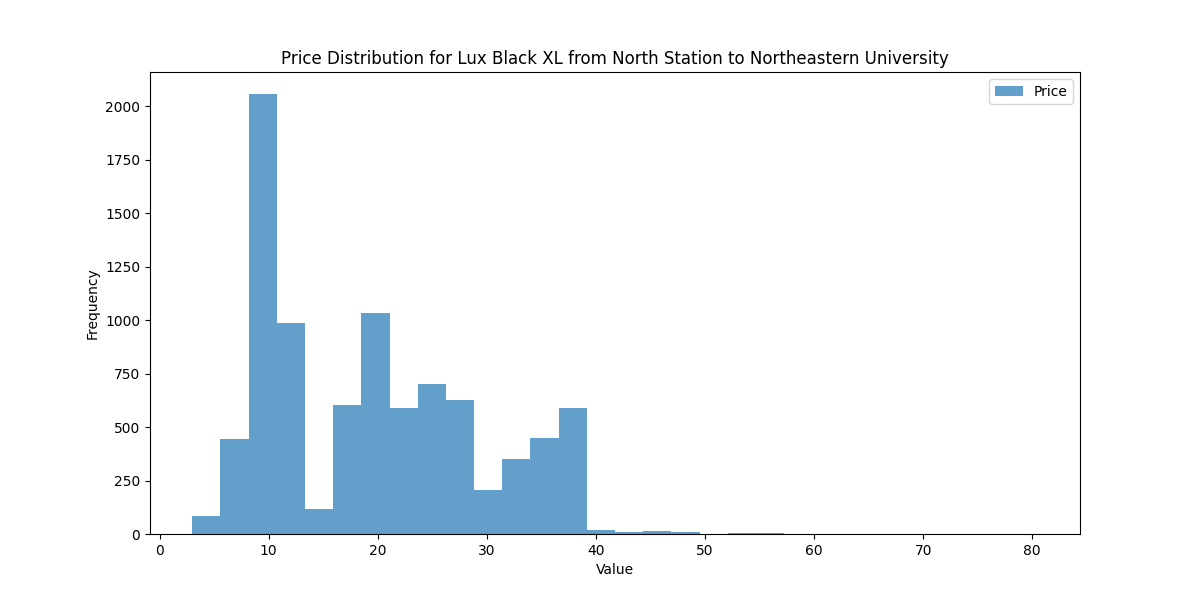 Price Distribution for Lux Black XL from North Station to Northeastern University
Price
2000
1750
1500
1250
1000
750
500
250
0
Frequency
0 10 20 30 40 50 60 70 80
Value